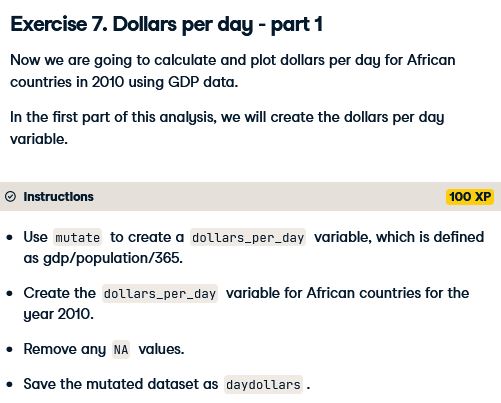 Exercise 7. Dollars per day - part 1
Now we are going to calculate and plot dollars per day for African
countries in 2010 using GDP data.
In the first part of this analysis, we will create the dollars per day
variable.
Instructions
100 XP
• Use mutate to create a dollars_per_day variable, which is defined
as gdp/population/365.
• Create the dollars_per_day variable for African countries for the
year 2010.
• Remove any NA values.
• Save the mutated dataset as daydollars .